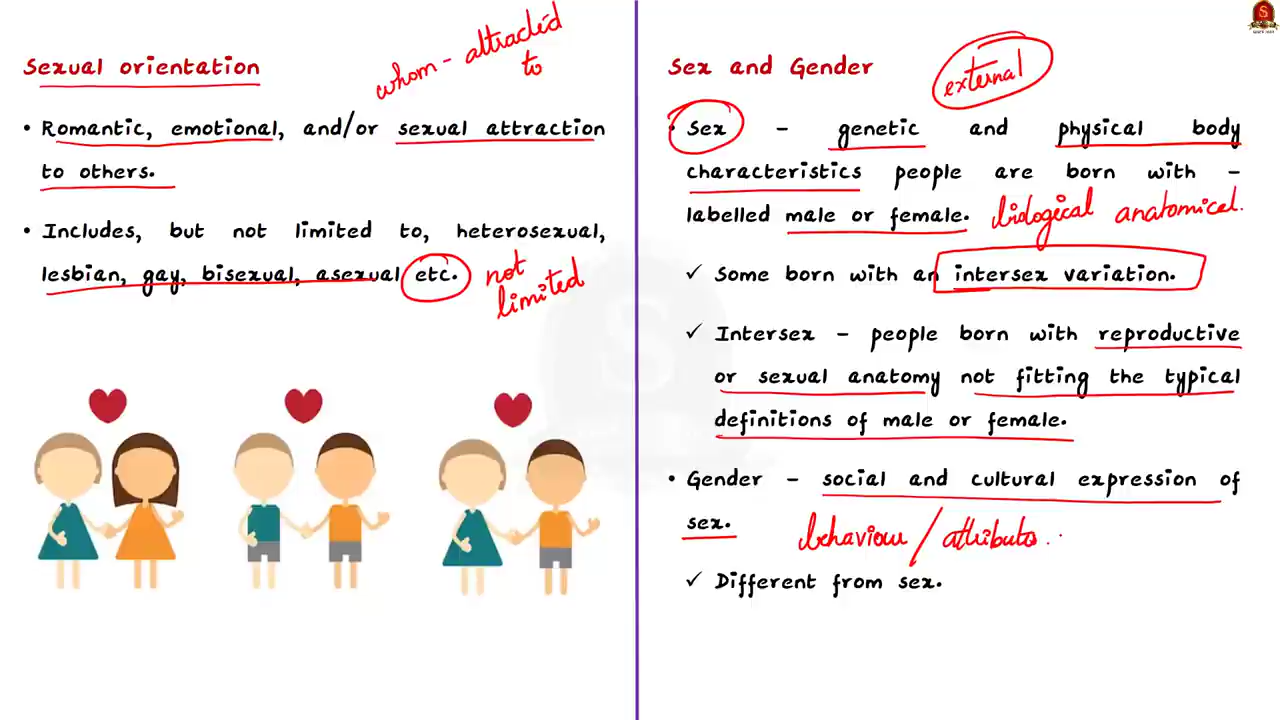 Sexual orientation
whom - attracted
to
• Romantic, emotional, and/or sexual attraction
to others.
• Includes, but not limited to, heterosexual,
lesbian, gay, bisexual, asexual etc.
not
limited
Sex and Gender
external
• Sex - genetic and physical body
characteristics people are born with -
labelled male or female.
biological anatomical.
✓ Some born with an intersex variation.
✓ Intersex - people born with reproductive
or sexual anatomy not fitting the typical
definitions of male or female.
• Gender - social and cultural expression of
sex.
behaviour / attributes.
✓ Different from sex.
S